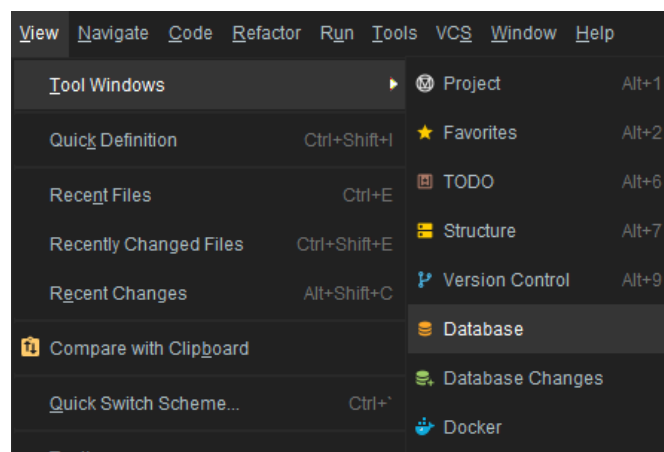 View Navigate Code Refactor Run Tools VCS Window Help
Tool Windows
Quick Definition Ctrl+Shift+I
Recent Files Ctrl+E
Recently Changed Files Ctrl+Shift+E
Recent Changes Alt+Shift+C
Compare with Clipboard
Quick Switch Scheme... Ctrl+`
Project Alt+1
Favorites Alt+2
TODO Alt+6
Structure Alt+7
Version Control Alt+9
Database
Database Changes
Docker